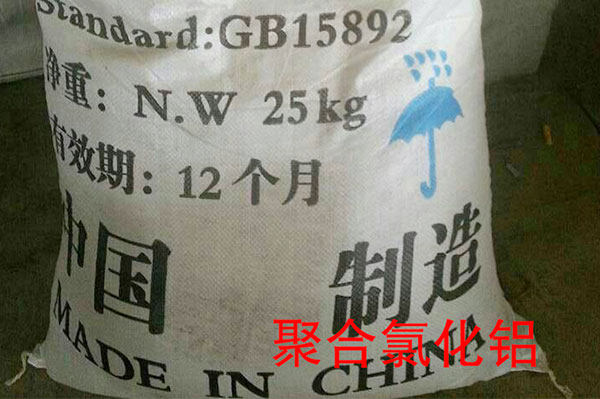 Standard:GB15892
净重：N.W 25kg
有效期：12个月
中国 制造
MADE IN CHINA
聚合氯化铝